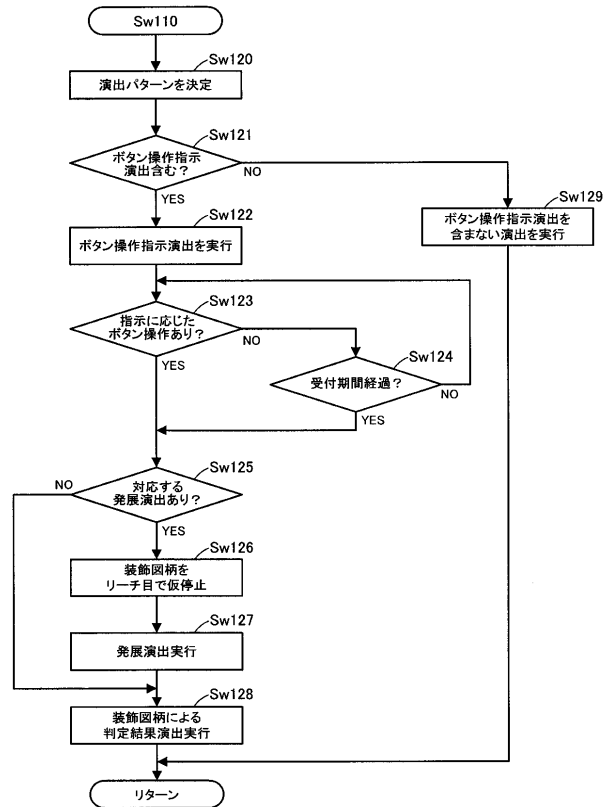 Sw110
Sw120
演出パターンを決定
Sw121
ボタン操作指示
演出含む？
NO
YES
Sw122
ボタン操作指示演出を実行
Sw129
ボタン操作指示演出を
含まない演出を実行
Sw123
指示に応じた
ボタン操作あり？
NO
YES
Sw124
受付期間経過？
NO
YES
Sw125
対応する
発展演出あり？
NO
YES
Sw126
装飾図柄を
リーチ目で仮停止
Sw127
発展演出実行
Sw128
装飾図柄による
判定結果演出実行
リターン